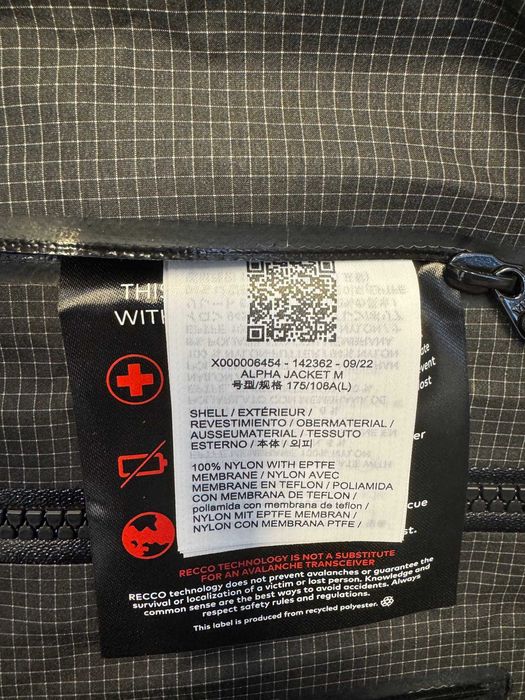 THIS
WITH
X000006454 - 142362 - 09/22
ALPHA JACKET M
号型/规格 175/108A(L)
SHELL / EXTÉRIEUR /
REVESTIMIENTO / OBERMATERIAL /
AUSSEUMATERIAL / TESSUTO
ESTERNO / 本体 / 외피
100% NYLON WITH EPTFE
MEMBRANE / NYLON AVEC
MEMBRANE EN TEFLON / POLIAMIDA
CON MEMBRANA DE TEFLON /
poliamida con membrana de teflon /
NYLON MIT EPTFE MEMBRAN /
NYLON CON MEMBRANA PTFE /
RECCO TECHNOLOGY IS NOT A SUBSTITUTE
FOR AN AVALANCHE TRANSCEIVER
RECCO technology does not prevent avalanches or guarantee the
survival or localization of a victim or lost person. Knowledge and
common sense are the best ways to avoid accidents. Always
respect safety rules and regulations.
This label is produced from recycled polyester.